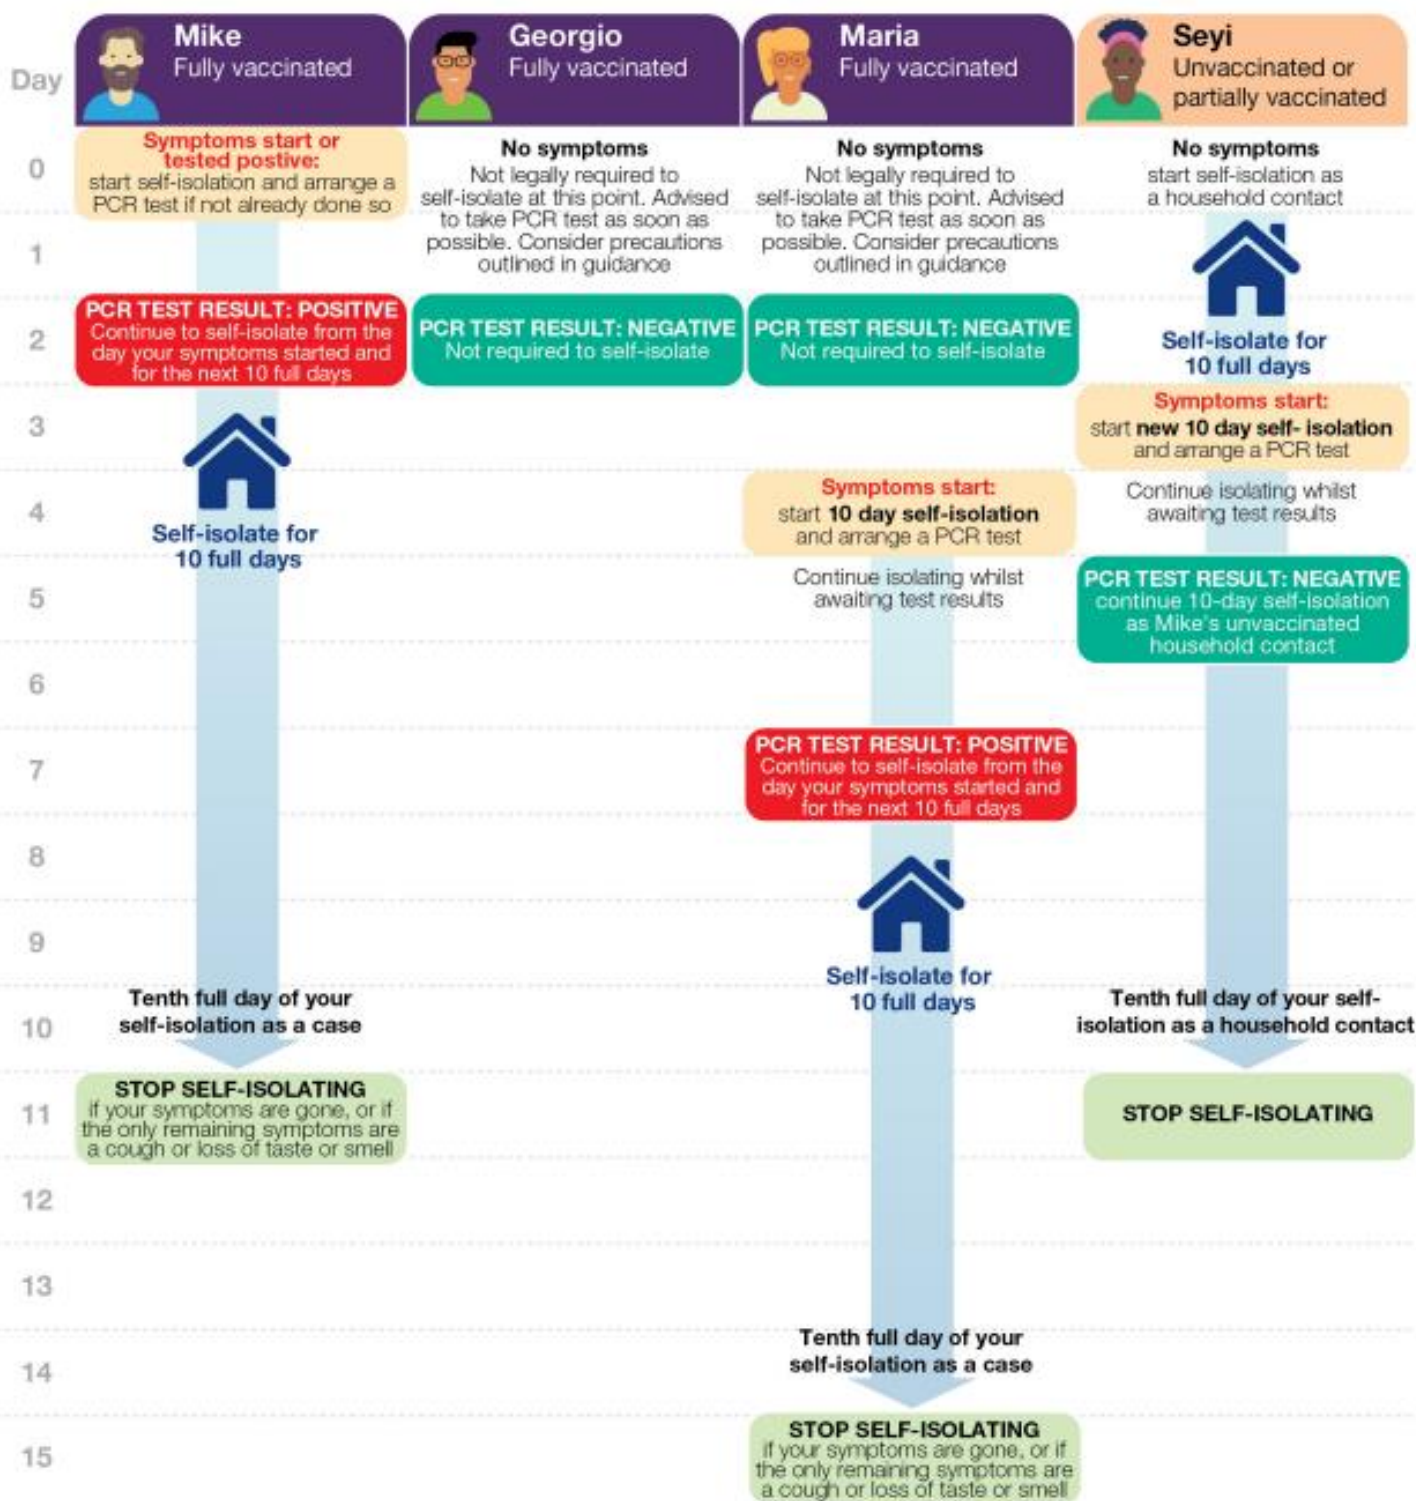 Day
Mike
Fully vaccinated
Georgio
Fully vaccinated
Maria
Fully vaccinated
Seyi
Unvaccinated or
partially vaccinated
0
Symptoms start or
tested postive:
start self-isolation and arrange a
PCR test if not already done so
No symptoms
Not legally required to
self-isolate at this point. Advised
to take PCR test as soon as
possible. Consider precautions
outlined in guidance
No symptoms
Not legally required to
self-isolate at this point. Advised
to take PCR test as soon as
possible. Consider precautions
outlined in guidance
No symptoms
start self-isolation as
a household contact
1
2
PCR TEST RESULT: POSITIVE
Continue to self-isolate from the
day your symptoms started and
for the next 10 full days
PCR TEST RESULT: NEGATIVE
Not required to self-isolate
PCR TEST RESULT: NEGATIVE
Not required to self-isolate
Self-isolate for
10 full days
3
Symptoms start:
start new 10 day self- isolation
and arrange a PCR test
4
Self-isolate for
10 full days
Symptoms start:
start 10 day self-isolation
and arrange a PCR test
Continue isolating whilst
awaiting test results
5
Continue isolating whilst
awaiting test results
PCR TEST RESULT: NEGATIVE
continue 10-day self-isolation
as Mike's unvaccinated
household contact
6
7
PCR TEST RESULT: POSITIVE
Continue to self-isolate from the
day your symptoms started and
for the next 10 full days
8
9
Self-isolate for
10 full days
10
Tenth full day of your
self-isolation as a case
Tenth full day of your self-
isolation as a household contact
11
STOP SELF-ISOLATING
if your symptoms are gone, or if
the only remaining symptoms are
a cough or loss of taste or smell
STOP SELF-ISOLATING
12
13
14
Tenth full day of your
self-isolation as a case
15
STOP SELF-ISOLATING
if your symptoms are gone, or if
the only remaining symptoms are
a cough or loss of taste or smell